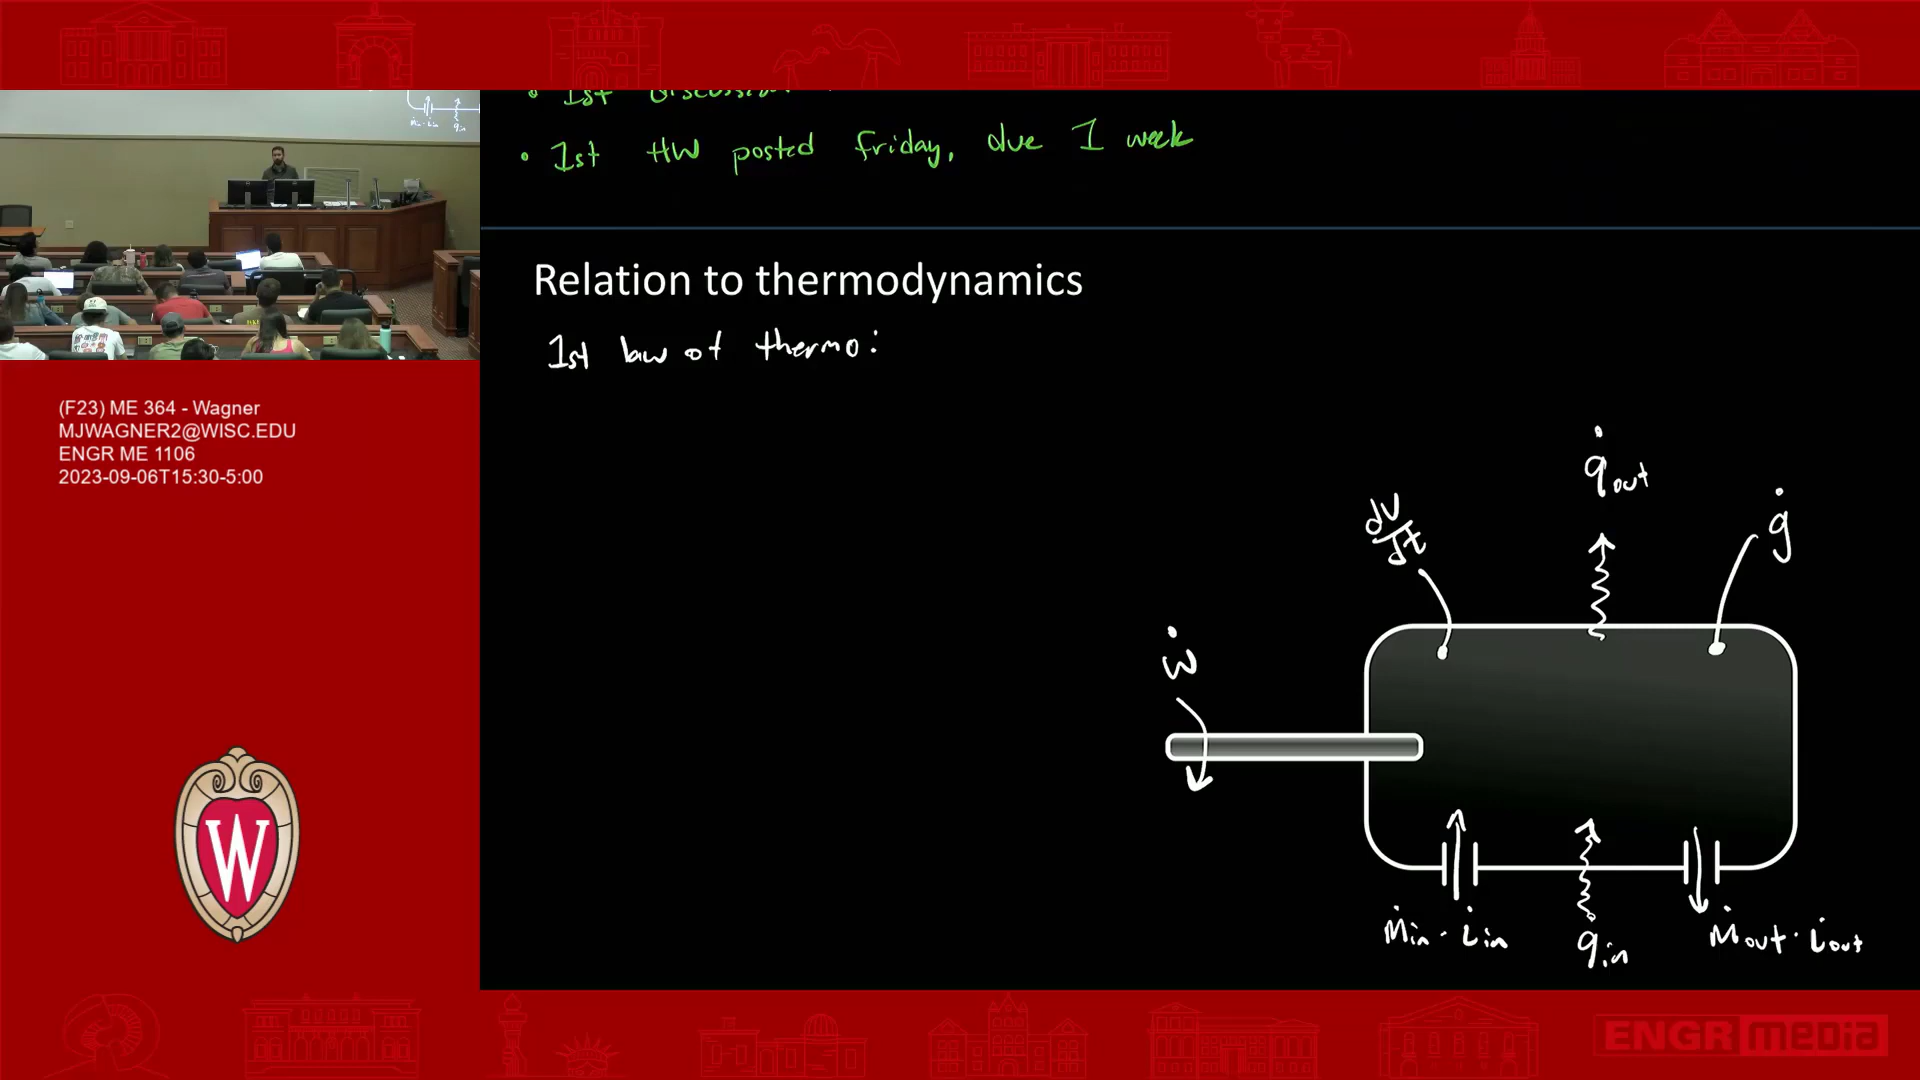 • 1st Discussion
• 1st HW posted Friday, due 1 week
Relation to thermodynamics
1st law of thermo:
(F23) ME 364 - Wagner
MJWAGNER2@WISC.EDU
ENGR ME 1106
2023-09-06T15:30-5:00
q̇out
dU/dt
ġ
ẇ
ṁin · iin
q̇in
ṁout · iout
W
ENGR media